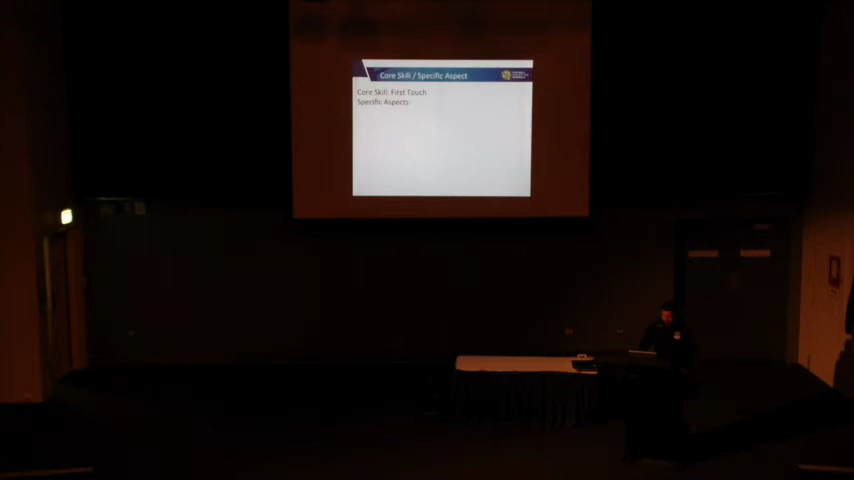 Core Skill / Specific Aspect
Core Skill: First Touch
Specific Aspects: